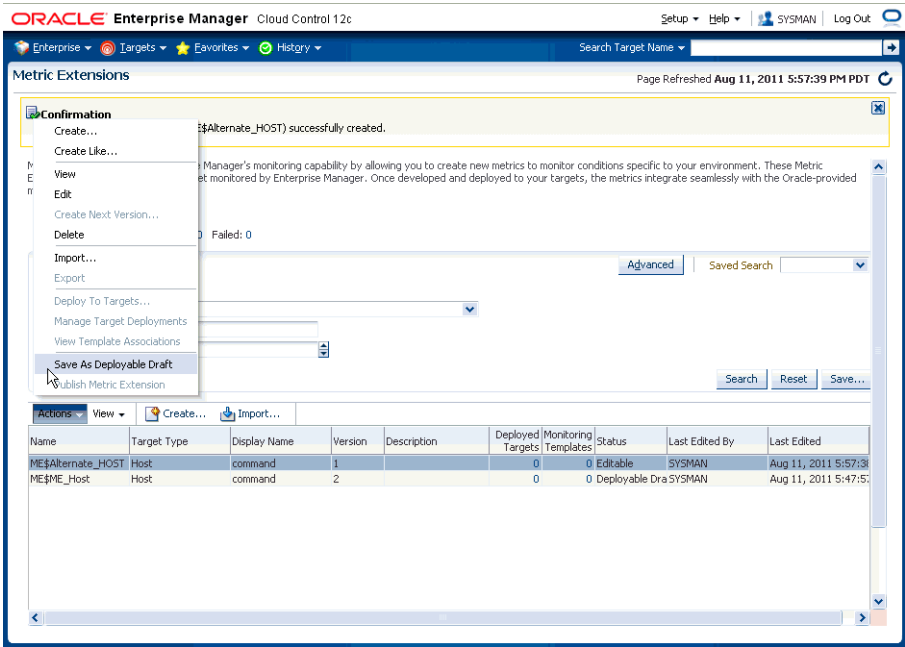 ORACLE Enterprise Manager Cloud Control 12c
Setup Help SYSMAN Log Out
Enterprise Targets Favorites History Search Target Name
Metric Extensions
Page Refreshed Aug 11, 2011 5:57:39 PM PDT
Confirmation
E$Alternate_HOST) successfully created.
Create...
Create Like...
View
Edit
Create Next Version...
Delete
Import...
Export
Deploy To Targets...
Manage Target Deployments
View Template Associations
Save As Deployable Draft
Publish Metric Extension
Manager's monitoring capability by allowing you to create new metrics to monitor conditions specific to your environment. These Metric
et monitored by Enterprise Manager. Once developed and deployed to your targets, the metrics integrate seamlessly with the Oracle-provided
Failed: 0
Advanced Saved Search
Search Reset Save...
Actions View Create... Import...
Name Target Type Display Name Version Description Deployed Targets Monitoring Templates Status Last Edited By Last Edited
ME$Alternate_HOST Host command 1 0 0 Editable SYSMAN Aug 11, 2011 5:57:38
ME$ME_Host Host command 2 0 0 Deployable Dra SYSMAN Aug 11, 2011 5:47:5